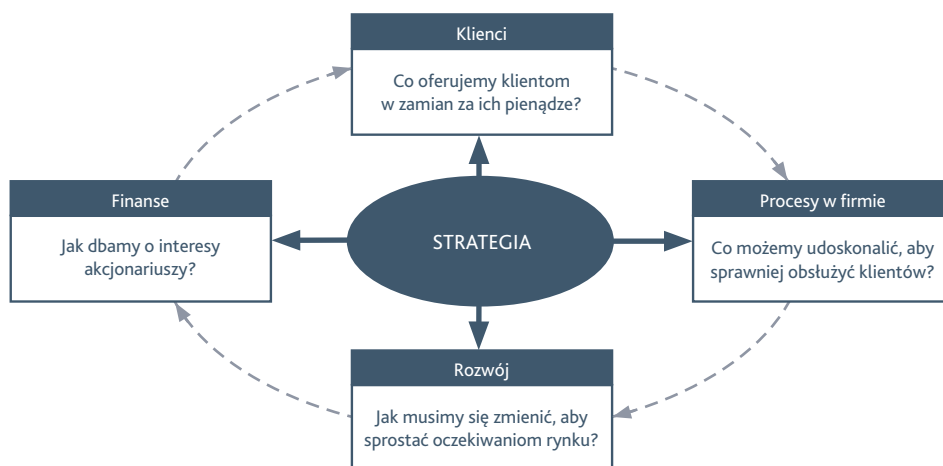 Klienci
Co oferujemy klientom
w zamian za ich pienądze?
Finanse
Jak dbamy o interesy
akcjonariuszy?
STRATEGIA
Procesy w firmie
Co możemy udoskonalić, aby
sprawniej obsłużyć klientów?
Rozwój
Jak musimy się zmienić, aby
sprostać oczekiwaniom rynku?